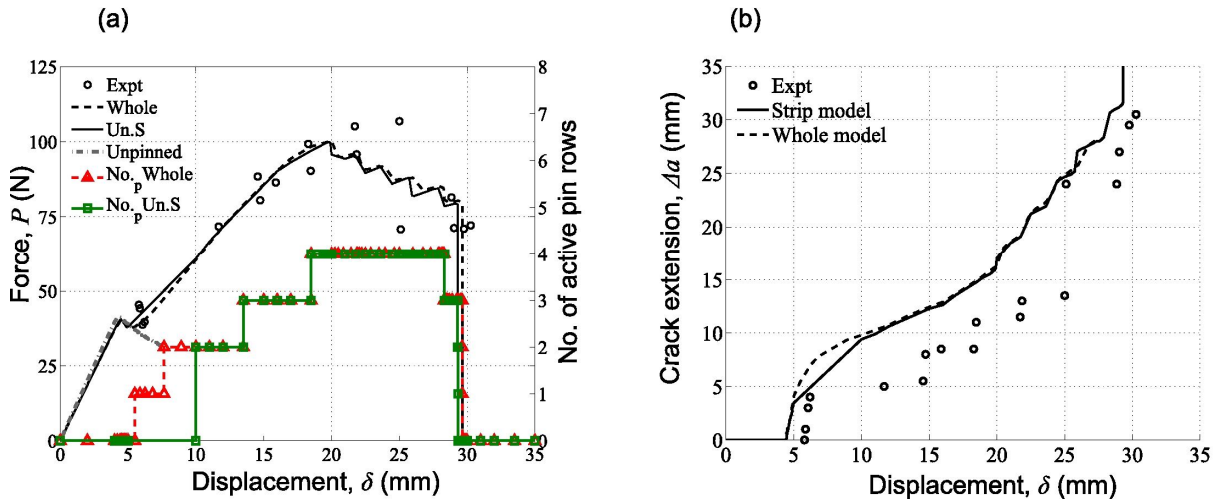 (a)
125
100
75
50
25
0
Force, P (N)
Expt
Whole
Un.S
Unpinned
No.p Whole
No.p Un.S
8
7
6
5
4
3
2
1
0
No. of active pin rows
0 5 10 15 20 25 30 35
Displacement, δ (mm)
(b)
35
30
25
20
15
10
5
0
Crack extension, Δa (mm)
Expt
Strip model
Whole model
0 5 10 15 20 25 30 35
Displacement, δ (mm)